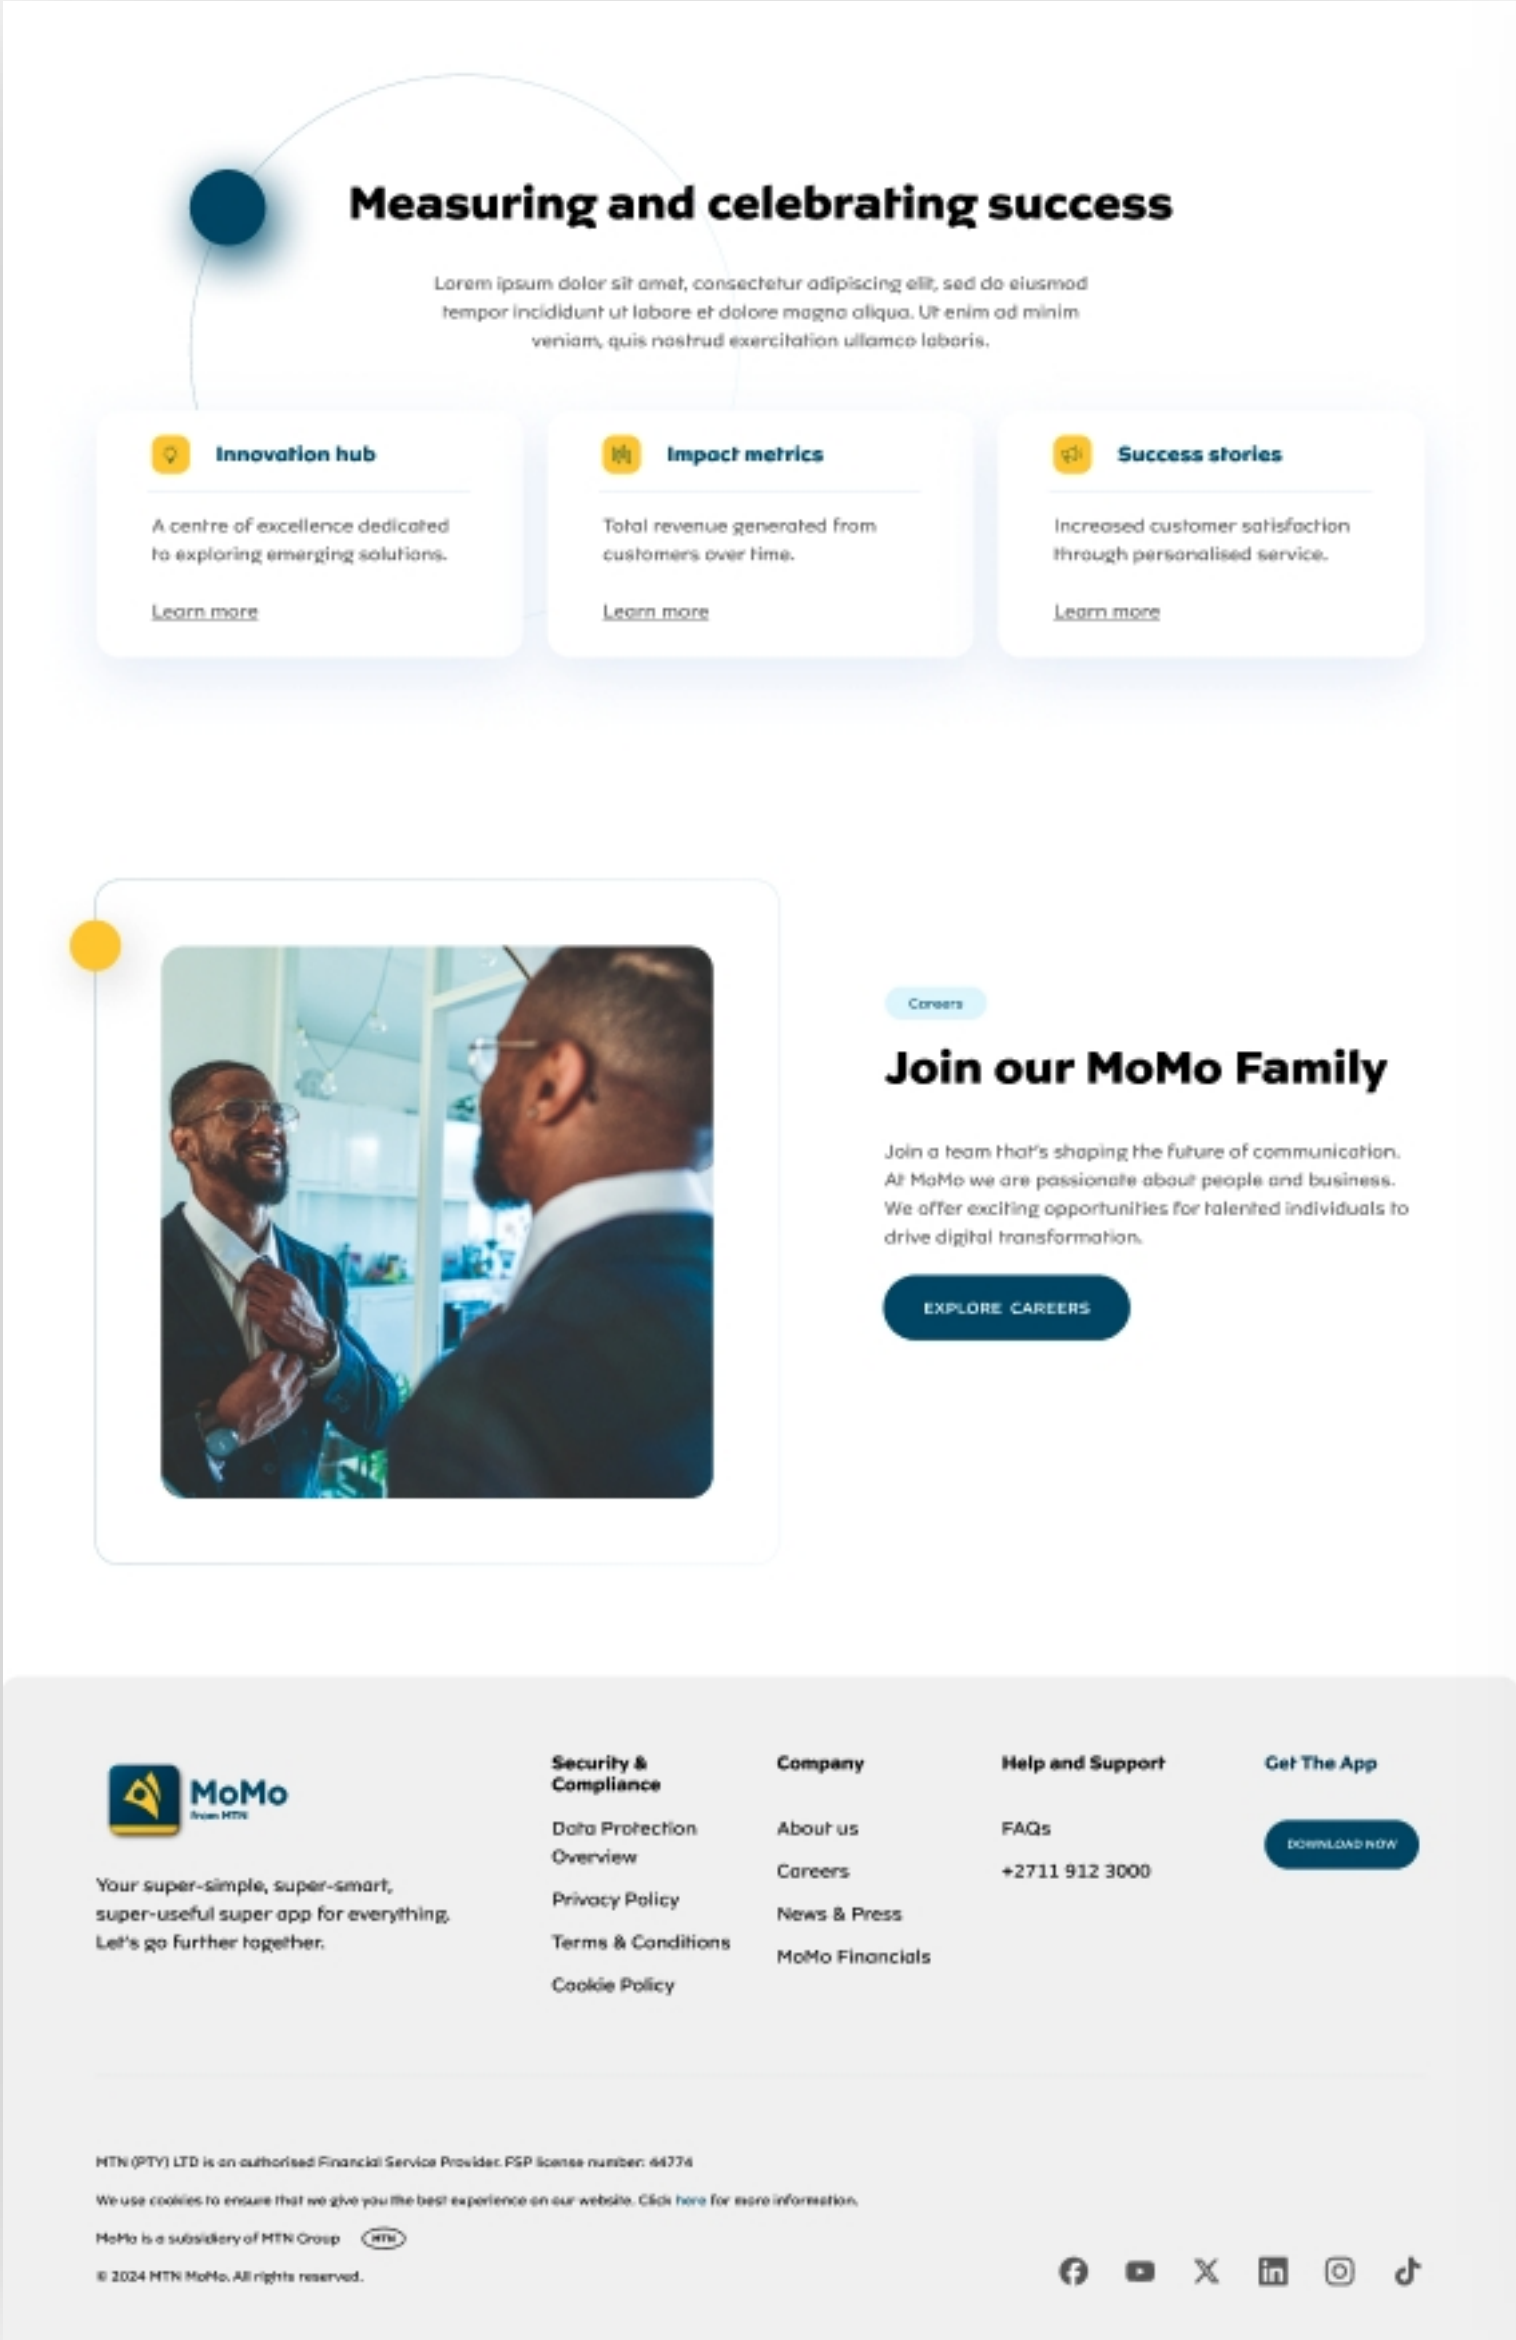 Measuring and celebrating success
Lorem ipsum dolor sit amet, consectetur adipiscing elit, sed do eiusmod
tempor incididunt ut labore et dolore magna aliqua. Ut enim ad minim
veniam, quis nostrud exercitation ullamco laboris.
Innovation hub
A centre of excellence dedicated
to exploring emerging solutions.
Learn more
Impact metrics
Total revenue generated from
customers over time.
Learn more
Success stories
Increased customer satisfaction
through personalised service.
Learn more
Careers
Join our MoMo Family
Join a team that's shaping the future of communication.
At MoMo we are passionate about people and business.
We offer exciting opportunities for talented individuals to
drive digital transformation.
EXPLORE CAREERS
MoMo
from MTN
Your super-simple, super-smart,
super-useful super app for everything.
Let's go further together.
Security &
Compliance
Data Protection
Overview
Privacy Policy
Terms & Conditions
Cookie Policy
Company
About us
Careers
News & Press
MoMo Financials
Help and Support
FAQs
+2711 912 3000
Get The App
DOWNLOAD NOW
MTN (PTY) LTD is an authorised Financial Service Provider. FSP license number: 44774
We use cookies to ensure that we give you the best experience on our website. Click here for more information.
MoMo is a subsidiary of MTN Group MTN
© 2024 MTN MoMo. All rights reserved.